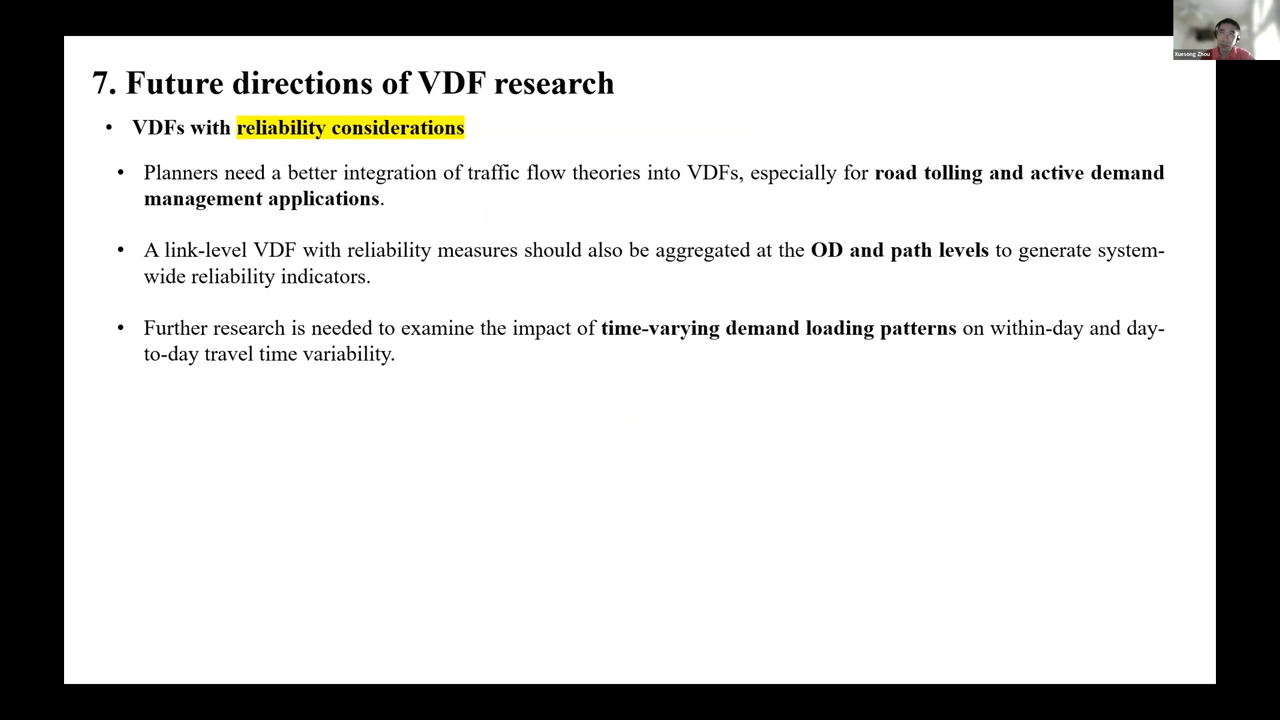 Xuesong Zhou
7. Future directions of VDF research
• VDFs with reliability considerations
• Planners need a better integration of traffic flow theories into VDFs, especially for road tolling and active demand
management applications.
• A link-level VDF with reliability measures should also be aggregated at the OD and path levels to generate system-
wide reliability indicators.
• Further research is needed to examine the impact of time-varying demand loading patterns on within-day and day-
to-day travel time variability.